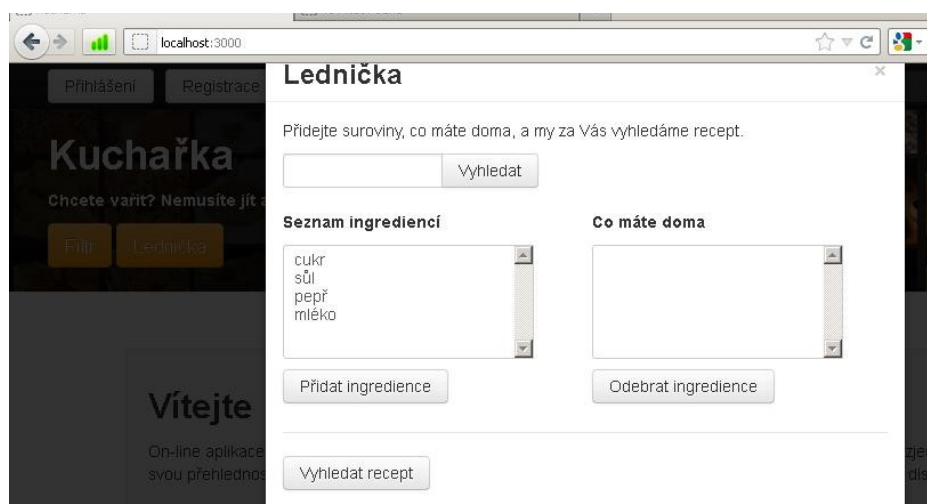 localhost:3000
Přihlášení Registrace
Lednička
×
Přidejte suroviny, co máte doma, a my za Vás vyhledáme recept.
Kuchařka
Vyhledat
Chcete vařit? Nemusíte jít
Seznam ingrediencí Co máte doma
Filtr Lednička
cukr
sůl
pepř
mléko
Přidat ingredience Odebrat ingredience
Vítejte
On-line aplikace
svou přehlednos
Vyhledat recept